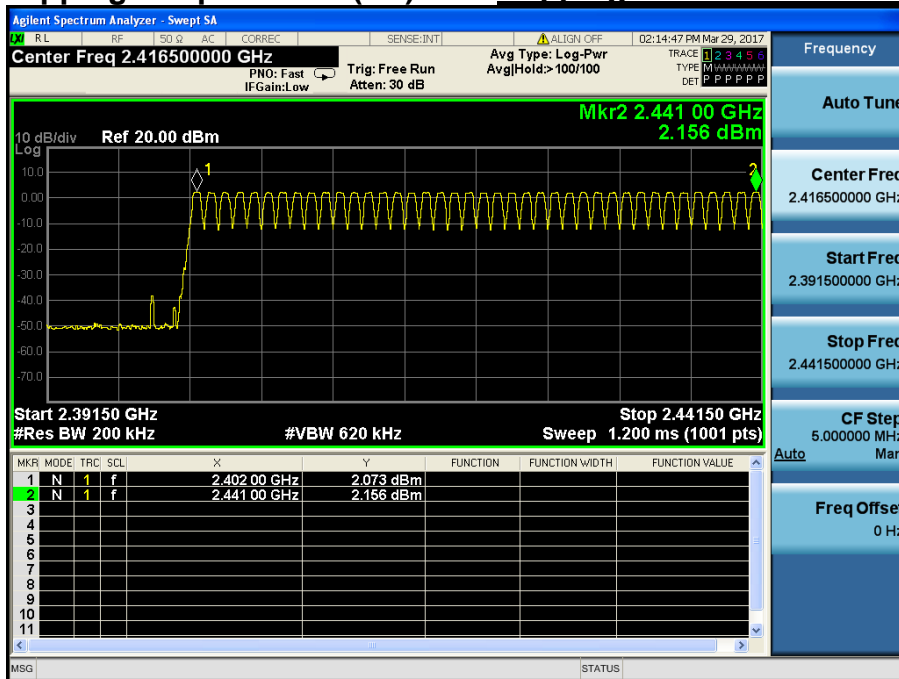 Agilent Spectrum Analyzer - Swept SA
LXI RL RF 50 Ω AC CORREC SENSE:INT ALIGN OFF 02:14:47 PM Mar 29, 2017
Center Freq 2.416500000 GHz
PNO: Fast
IFGain:Low
Trig: Free Run
Atten: 30 dB
Avg Type: Log-Pwr
Avg|Hold:>100/100
TRACE 1 2 3 4 5 6
TYPE M W W W W W
DET P P P P P P
Mkr2 2.441 00 GHz
2.156 dBm
10 dB/div Ref 20.00 dBm
Log
10.0
0.00
-10.0
-20.0
-30.0
-40.0
-50.0
-60.0
-70.0
1
2
Start 2.39150 GHz Stop 2.44150 GHz
#Res BW 200 kHz #VBW 620 kHz Sweep 1.200 ms (1001 pts)
MKR MODE TRC SCL X Y FUNCTION FUNCTION WIDTH FUNCTION VALUE
1 N 1 f 2.402 00 GHz 2.073 dBm
2 N 1 f 2.441 00 GHz 2.156 dBm
3
4
5
6
7
8
9
10
11
MSG STATUS
Frequency
Auto Tune
Center Freq
2.416500000 GHz
Start Freq
2.391500000 GHz
Stop Freq
2.441500000 GHz
CF Step
5.000000 MHz
Auto Man
Freq Offset
0 Hz